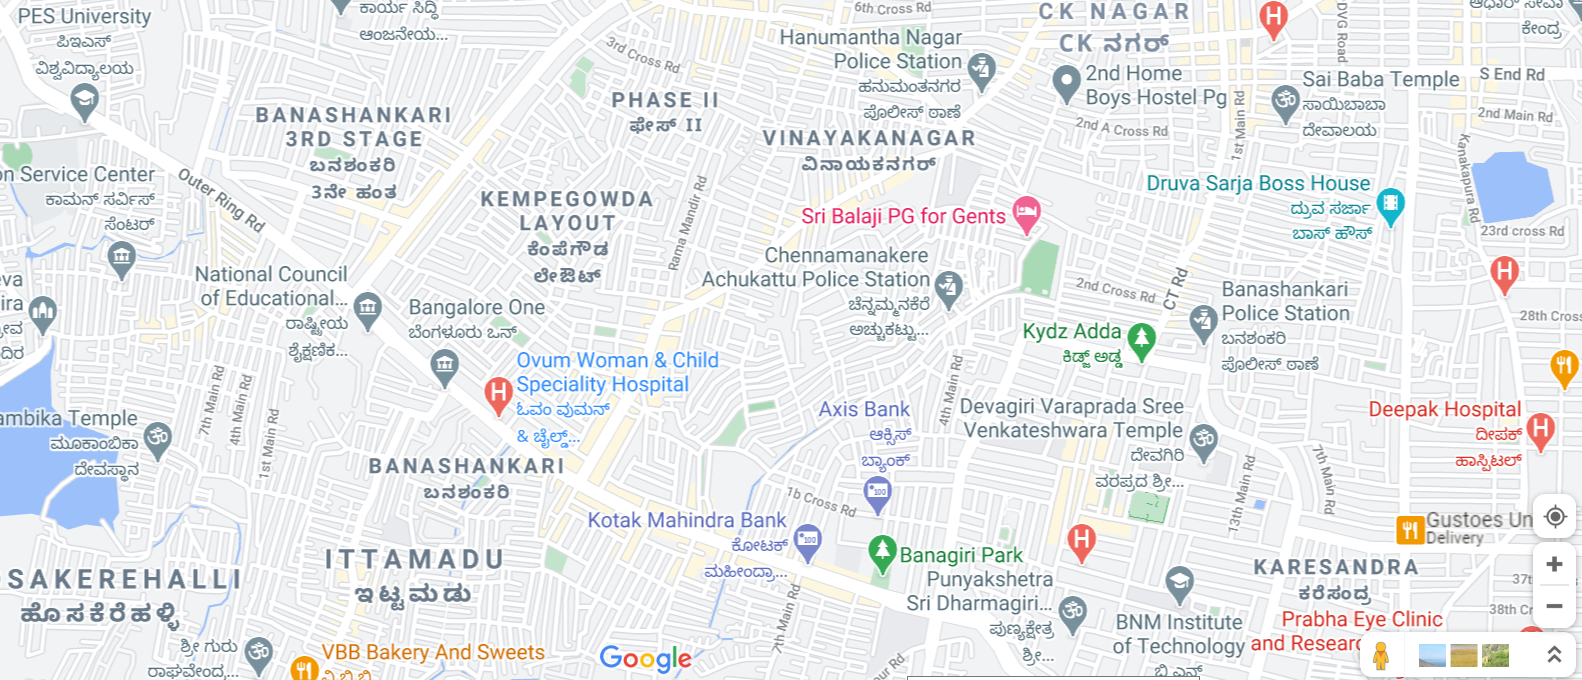 PES University
ಪಿಇಎಸ್
ವಿಶ್ವವಿದ್ಯಾಲಯ
ಕಾರ್ಯ ಸಿದ್ಧಿ
ಆಂಜನೇಯ...
6th Cross Rd
CK NAGAR
CK ನಗರ್
DVG Road
ಆಧಾರ್ ಸೇವಾ
ಕೇಂದ್ರ
3rd Cross Rd
Hanumantha Nagar
Police Station
ಹನುಮಂತನಗರ
ಪೊಲೀಸ್ ಠಾಣೆ
2nd Home
Boys Hostel Pg
Sai Baba Temple
ಸಾಯಿಬಾಬಾ
ದೇವಾಲಯ
S End Rd
BANASHANKARI
3RD STAGE
ಬನಶಂಕರಿ
3ನೇ ಹಂತ
PHASE II
ಫೇಸ್ II
VINAYAKANAGAR
ವಿನಾಯಕನಗರ್
2nd A Cross Rd
1st Main Rd
2nd Main Rd
Kanakapura Rd
on Service Center
ಕಾಮನ್ ಸರ್ವಿಸ್
ಸೆಂಟರ್
Outer Ring Rd
KEMPEGOWDA
LAYOUT
ಕೆಂಪೆಗೌಡ
ಲೇಔಟ್
Rama Mandir Rd
Sri Balaji PG for Gents
Druva Sarja Boss House
ದ್ರುವ ಸರ್ಜಾ
ಬಾಸ್ ಹೌಸ್
23rd cross Rd
National Council
of Educational...
ರಾಷ್ಟ್ರೀಯ
ಶೈಕ್ಷಣಿಕ...
Chennamanakere
Achukattu Police Station
ಚೆನ್ನಮ್ಮನಕೆರೆ
ಅಚ್ಚುಕಟ್ಟು...
2nd Cross Rd
CT Rd
Banashankari
Police Station
ಬನಶಂಕರಿ
ಪೊಲೀಸ್ ಠಾಣೆ
28th Cross
eva
ira
ೇವ
ದಿರ
Bangalore One
ಬೆಂಗಳೂರು ಒನ್
Kydz Adda
ಕಿಡ್ಜ್ ಅಡ್ಡ
Ovum Woman & Child
Speciality Hospital
ಓವಂ ವುಮನ್
& ಚೈಲ್ಡ್...
7th Main Rd
4th Main Rd
1st Main Rd
4th Main Rd
Axis Bank
ಆಕ್ಸಿಸ್
ಬ್ಯಾಂಕ್
Devagiri Varaprada Sree
Venkateshwara Temple
ದೇವಗಿರಿ
ವರಪ್ರದ ಶ್ರೀ...
Deepak Hospital
ದೀಪಕ್
ಹಾಸ್ಪಿಟಲ್
ambika Temple
ಮೂಕಾಂಬಿಕಾ
ದೇವಸ್ಥಾನ
BANASHANKARI
ಬನಶಂಕರಿ
1b Cross Rd
13th Main Rd
7th Main Rd
Kotak Mahindra Bank
ಕೋಟಕ್
ಮಹೀಂದ್ರಾ...
Gustoes Un
Delivery
Banagiri Park
ITTAMADU
ಇಟ್ಟಮಡು
SAKEREHALLI
ಹೊಸಕೆರೆಹಳ್ಳಿ
Punyakshetra
Sri Dharmagiri...
ಪುಣ್ಯಕ್ಷೇತ್ರ
ಶ್ರೀ...
KARESANDRA
ಕರೆಸಂದ್ರ
37t
38th Cr
7th Main Rd
BNM Institute
of Technology
ಬಿ ಎನ್
Prabha Eye Clinic
and Researc
ಶ್ರೀ ಗುರು
ರಾಘವೇಂದ್ರ...
VBB Bakery And Sweets
ವಿ ಬಿ ಬಿ
Google
our Rd